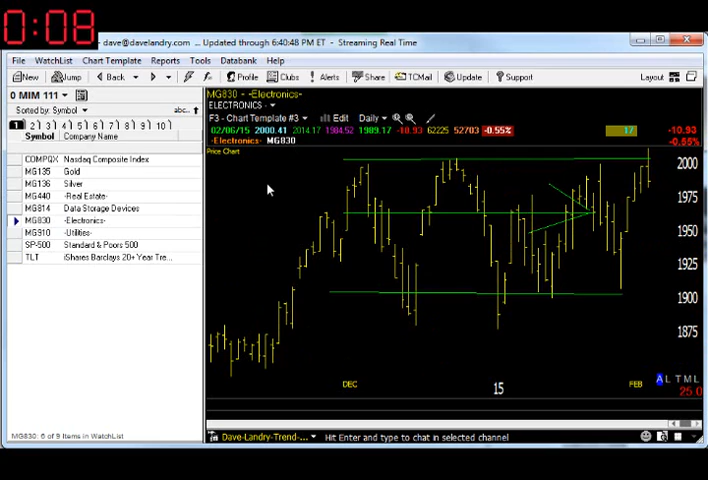 0:08
- dave@davelandry.com ... Updated through 6:40:48 PM ET - Streaming Real Time
File WatchList Chart Template Reports Tools Databank Help
New Jump Back Profile Clubs Alerts Share TCMail Update Support Layout
0 MIM 111
Sorted by: Symbol abc..
1 2 3 4 5 6 7 8 9 10
Symbol Company Name
COMPQX Nasdaq Composite Index
MG135 Gold
MG136 Silver
MG440 -Real Estate-
MG814 Data Storage Devices
MG830 -Electronics-
MG910 -Utilities-
SP-500 Standard & Poors 500
TLT iShares Barclays 20+ Year Tre...
MG830: 6 of 9 Items in WatchList
MG830 - -Electronics-
ELECTRONICS -
F3 - Chart Template #3 Edit Daily
02/06/15 2000.41 2014.17 1984.52 1989.17 -10.93 62225 52703 -0.55% 17 -10.93
-Electronics- MG830 -0.55%
Price Chart
2000
1975
1950
1925
1900
1875
DEC 15 FEB
A L T M L
25 0
Dave-Landry-Trend-... Hit Enter and type to chat in selected channel